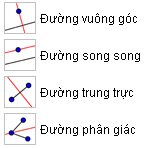 Đường vuông góc
Đường song song
Đường trung trực
Đường phân giác